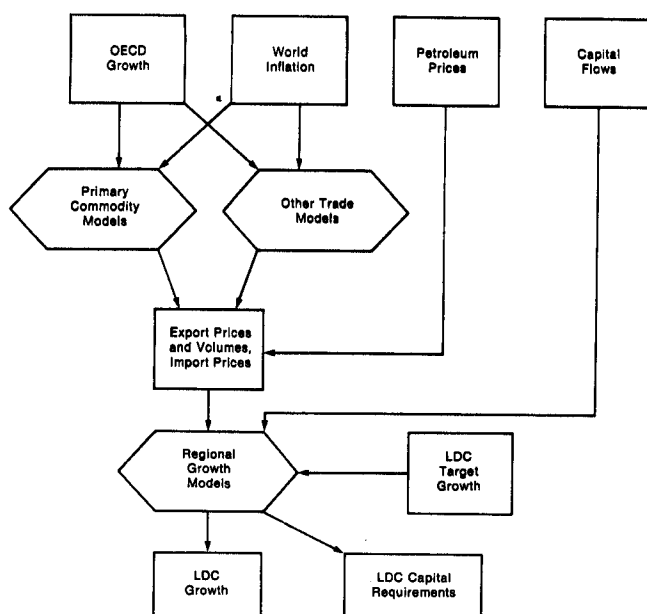 OECD
Growth
World
Inflation
Petroleum
Prices
Capital
Flows
Primary
Commodity
Models
Other Trade
Models
Export Prices
and Volumes,
Import Prices
Regional
Growth
Models
LDC
Target
Growth
LDC
Growth
LDC Capital
Requirements